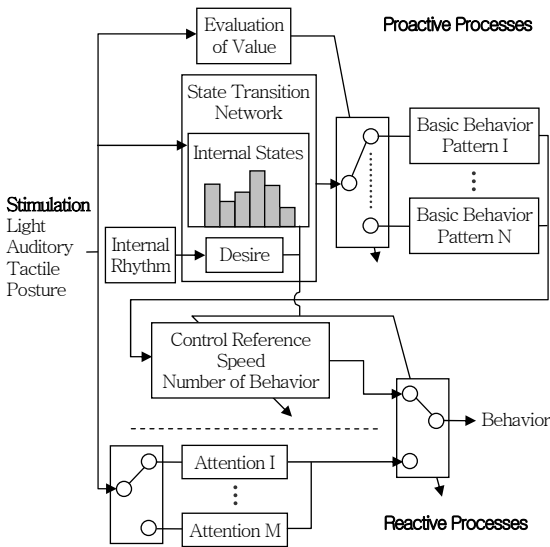 Evaluation
of Value
Proactive Processes
State Transition
Network
Internal States
Basic Behavior
Pattern I
Basic Behavior
Pattern N
Stimulation
Light
Auditory
Tactile
Posture
Internal
Rhythm
Desire
Control Reference
Speed
Number of Behavior
Behavior
Attention I
Attention M
Reactive Processes